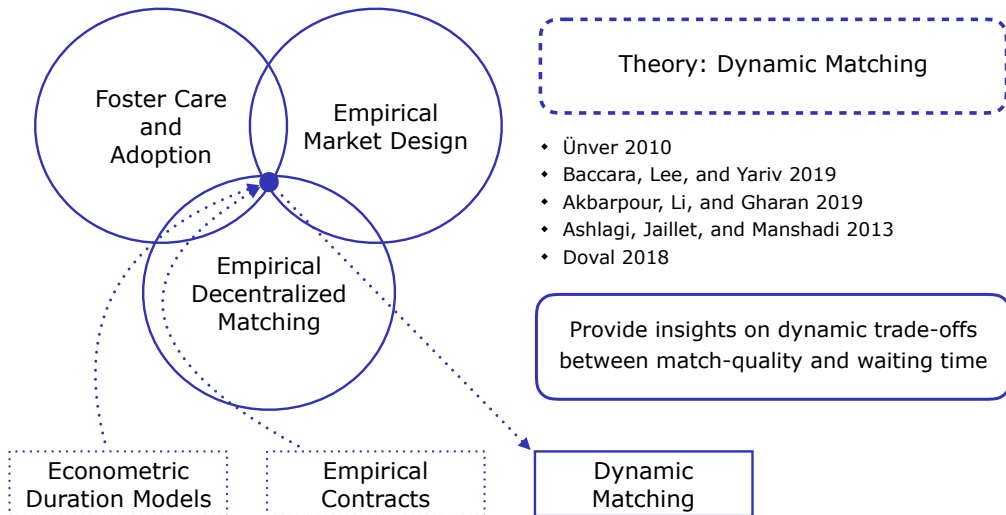 Foster Care
and
Adoption
Empirical
Market Design
Empirical
Decentralized
Matching
Econometric
Duration Models
Empirical
Contracts
Dynamic
Matching
Theory: Dynamic Matching
Ünver 2010
Baccara, Lee, and Yariv 2019
Akbarpour, Li, and Gharan 2019
Ashlagi, Jaillet, and Manshadi 2013
Doval 2018
Provide insights on dynamic trade-offs
between match-quality and waiting time